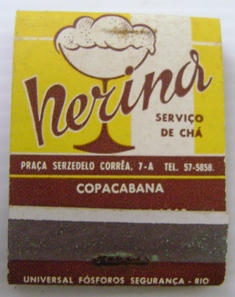 Nerina
SERVIÇO
DE CHÁ
PRAÇA SERZEDELO CORRÊA, 7-A TEL. 57-5858.
COPACABANA
UNIVERSAL FÓSFOROS SEGURANÇA - RIO